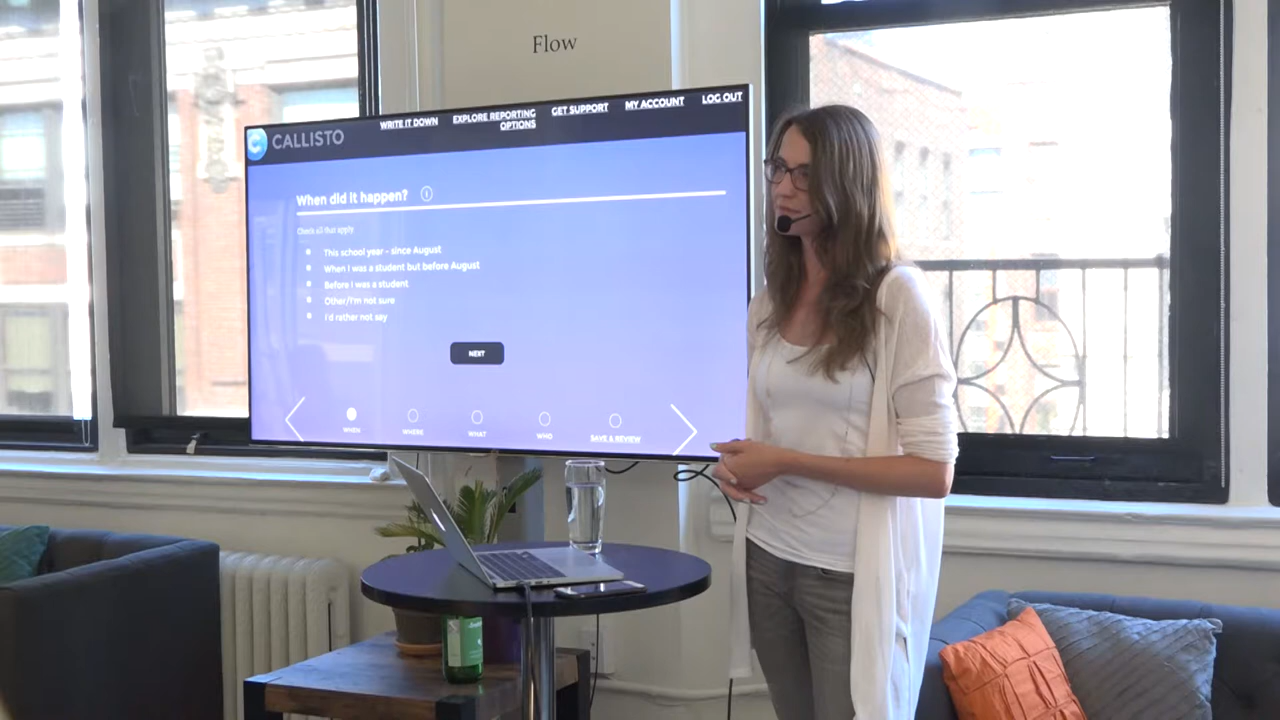 Flow
CALLISTO
WRITE IT DOWN
EXPLORE REPORTING
OPTIONS
GET SUPPORT
MY ACCOUNT
LOG OUT
When did it happen?
Check all that apply
This school year - since August
When I was a student but before August
Before I was a student
Other/I'm not sure
I'd rather not say
NEXT
WHEN
WHERE
WHAT
WHO
SAVE & REVIEW